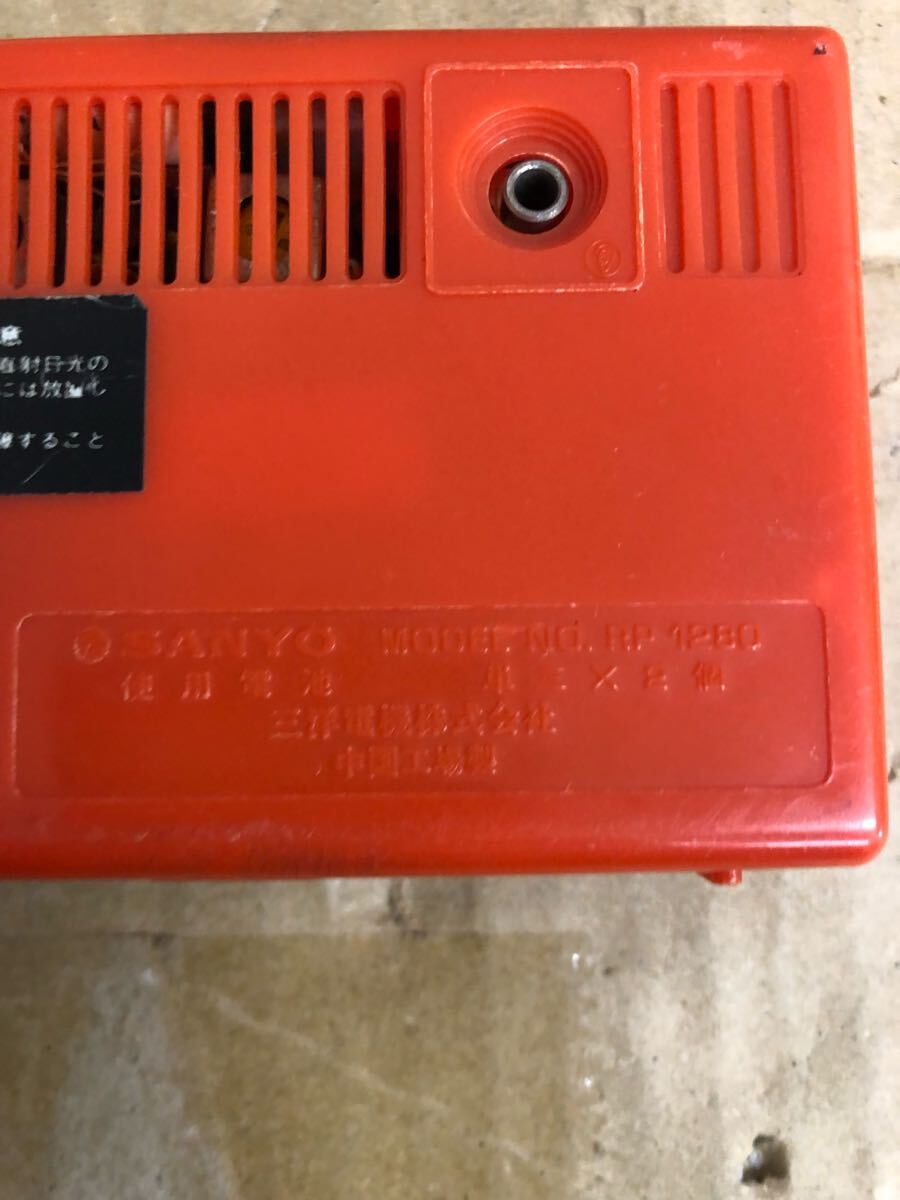 意
直射日光の
には放置し
すること
SANYO MODEL NO. RP 1280
使用電池 単二×2個
三洋電機株式会社
中国工場製